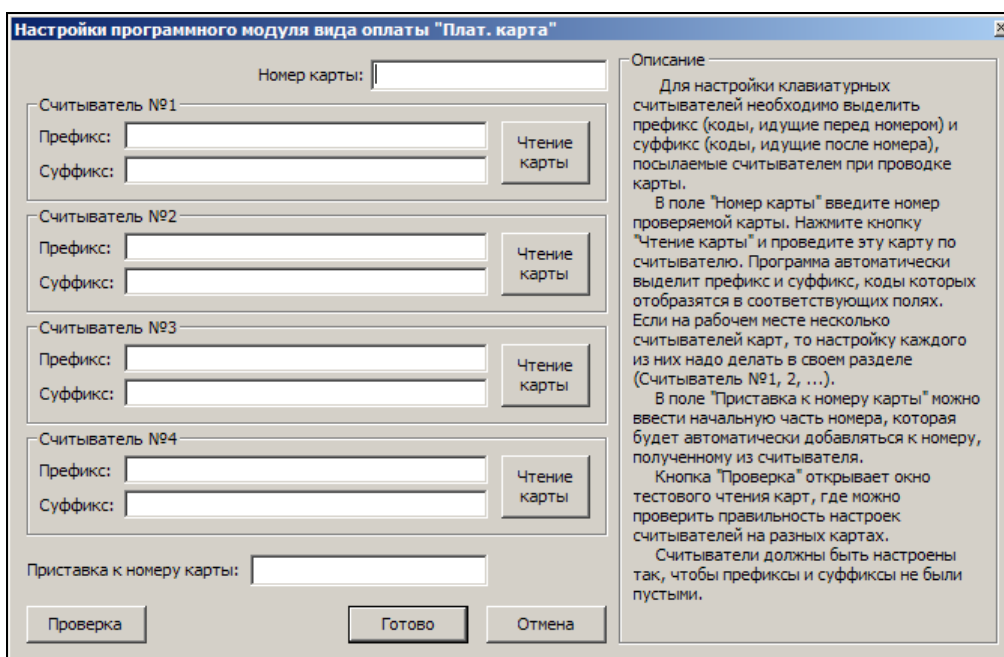 Настройки программного модуля вида оплаты "Плат. карта"
Номер карты:
Считыватель №1
Префикс:
Суффикс:
Чтение
карты
Считыватель №2
Префикс:
Суффикс:
Чтение
карты
Считыватель №3
Префикс:
Суффикс:
Чтение
карты
Считыватель №4
Префикс:
Суффикс:
Чтение
карты
Приставка к номеру карты:
Проверка
Готово
Отмена
Описание
Для настройки клавиатурных
считывателей необходимо выделить
префикс (коды, идущие перед номером) и
суффикс (коды, идущие после номера),
посылаемые считывателем при проводке
карты.
В поле "Номер карты" введите номер
проверяемой карты. Нажмите кнопку
"Чтение карты" и проведите эту карту по
считывателю. Программа автоматически
выделит префикс и суффикс, коды которых
отобразятся в соответствующих полях.
Если на рабочем месте несколько
считывателей карт, то настройку каждого
из них надо делать в своем разделе
(Считыватель №1, 2, ...).
В поле "Приставка к номеру карты" можно
ввести начальную часть номера, которая
будет автоматически добавляться к номеру,
полученному из считывателя.
Кнопка "Проверка" открывает окно
тестового чтения карт, где можно
проверить правильность настроек
считывателей на разных картах.
Считыватели должны быть настроены
так, чтобы префиксы и суффиксы не были
пустыми.